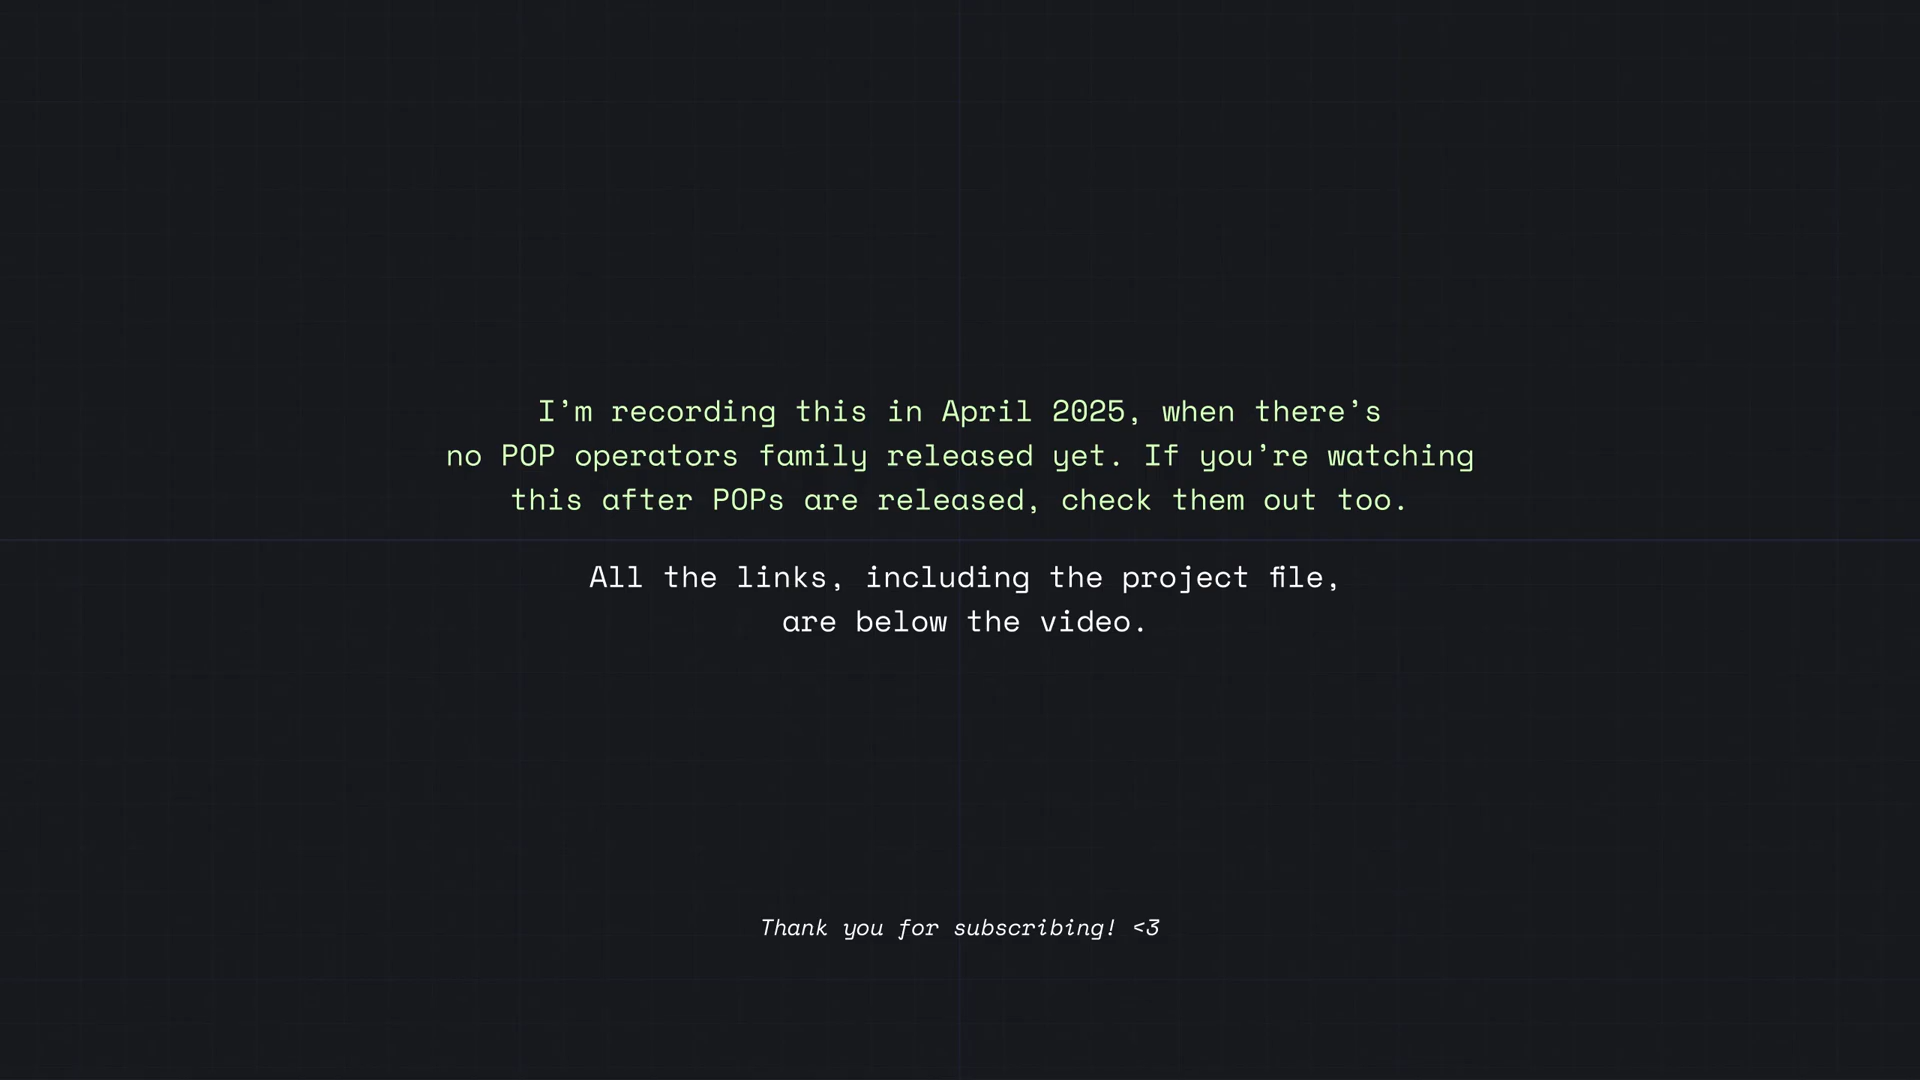 I’m recording this in April 2025, when there’s
no POP operators family released yet. If you’re watching
this after POPs are released, check them out too.
All the links, including the project file,
are below the video.
Thank you for subscribing! <3